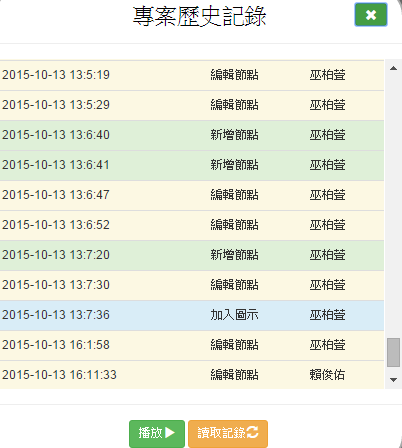 專案歷史記錄
2015-10-13 13:5:19 編輯節點 巫柏萱
2015-10-13 13:5:29 編輯節點 巫柏萱
2015-10-13 13:6:40 新增節點 巫柏萱
2015-10-13 13:6:41 新增節點 巫柏萱
2015-10-13 13:6:47 編輯節點 巫柏萱
2015-10-13 13:6:52 編輯節點 巫柏萱
2015-10-13 13:7:20 新增節點 巫柏萱
2015-10-13 13:7:30 編輯節點 巫柏萱
2015-10-13 13:7:36 加入圖示 巫柏萱
2015-10-13 16:1:58 編輯節點 巫柏萱
2015-10-13 16:11:33 編輯節點 賴俊佑
播放 讀取記錄